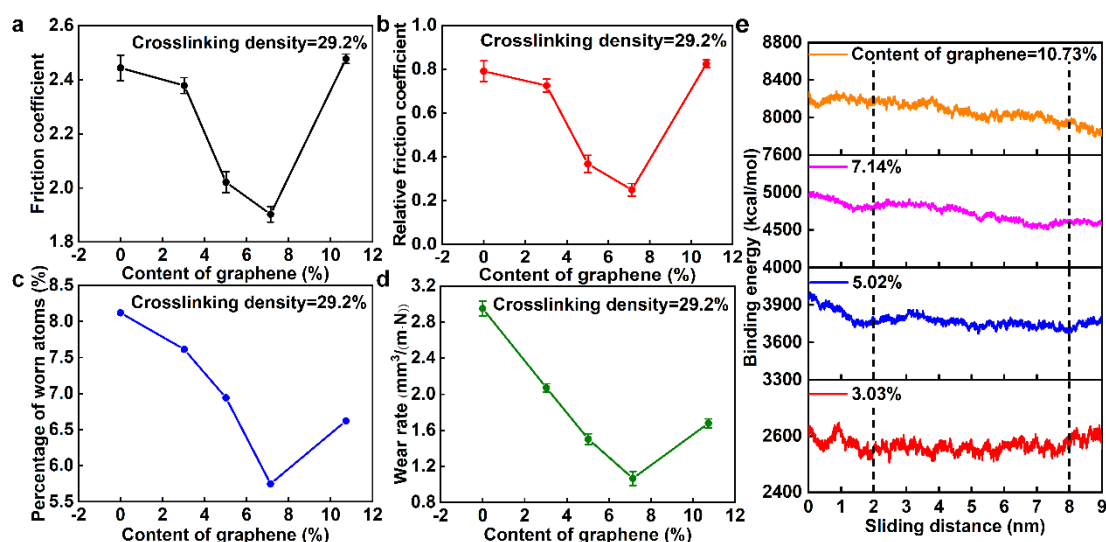 a
Crosslinking density=29.2%
2.6
2.4
2.2
2.0
1.8
Friction coefficient
-2 0 2 4 6 8 10 12
Content of graphene (%)
b
Crosslinking density=29.2%
1.0
0.8
0.6
0.4
0.2
0.0
Relative friction coefficient
-2 0 2 4 6 8 10 12
Content of graphene (%)
c
Crosslinking density=29.2%
8.5
8.0
7.5
7.0
6.5
6.0
5.5
Percentage of worn atoms (%)
-2 0 2 4 6 8 10 12
Content of graphene (%)
d
Crosslinking density=29.2%
3.6
3.0
2.4
1.8
1.2
0.6
Wear rate (mm³/(m·N))
-2 0 2 4 6 8 10 12
Content of graphene (%)
e
Content of graphene=10.73%
8800
8400
8000
7600
7.14%
5000
4500
4000
5.02%
3900
3600
3300
3.03%
2600
2400
Binding energy (kcal/mol)
0 1 2 3 4 5 6 7 8 9
Sliding distance (nm)